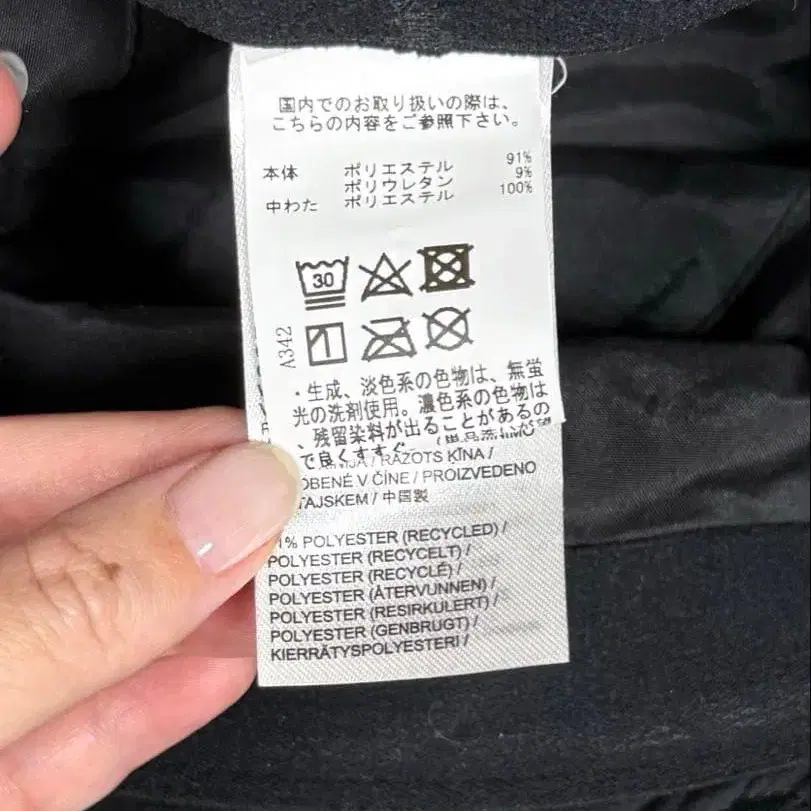 国内でのお取り扱いの際は、
こちらの内容をご参照下さい。
本体 ポリエステル 91%
ポリウレタン 9%
中わた ポリエステル 100%
30
A342
・生成、淡色系の色物は、無蛍
光の洗剤使用。濃色系の色物は
、残留染料が出ることがあるの
で良くすすぐ
RAŽOTS ĶĪNA /
OBENÉ V ČÍNE / PROIZVEDENO
TAJSKEM / 中国製
1% POLYESTER (RECYCLED) /
POLYESTER (RECYCELT) /
POLYESTER (RECYCLÉ) /
POLYESTER (ÅTERVUNNEN) /
POLYESTER (RESIRKULERT) /
POLYESTER (GENBRUGT) /
KIERRÄTYSPOLYESTERI /